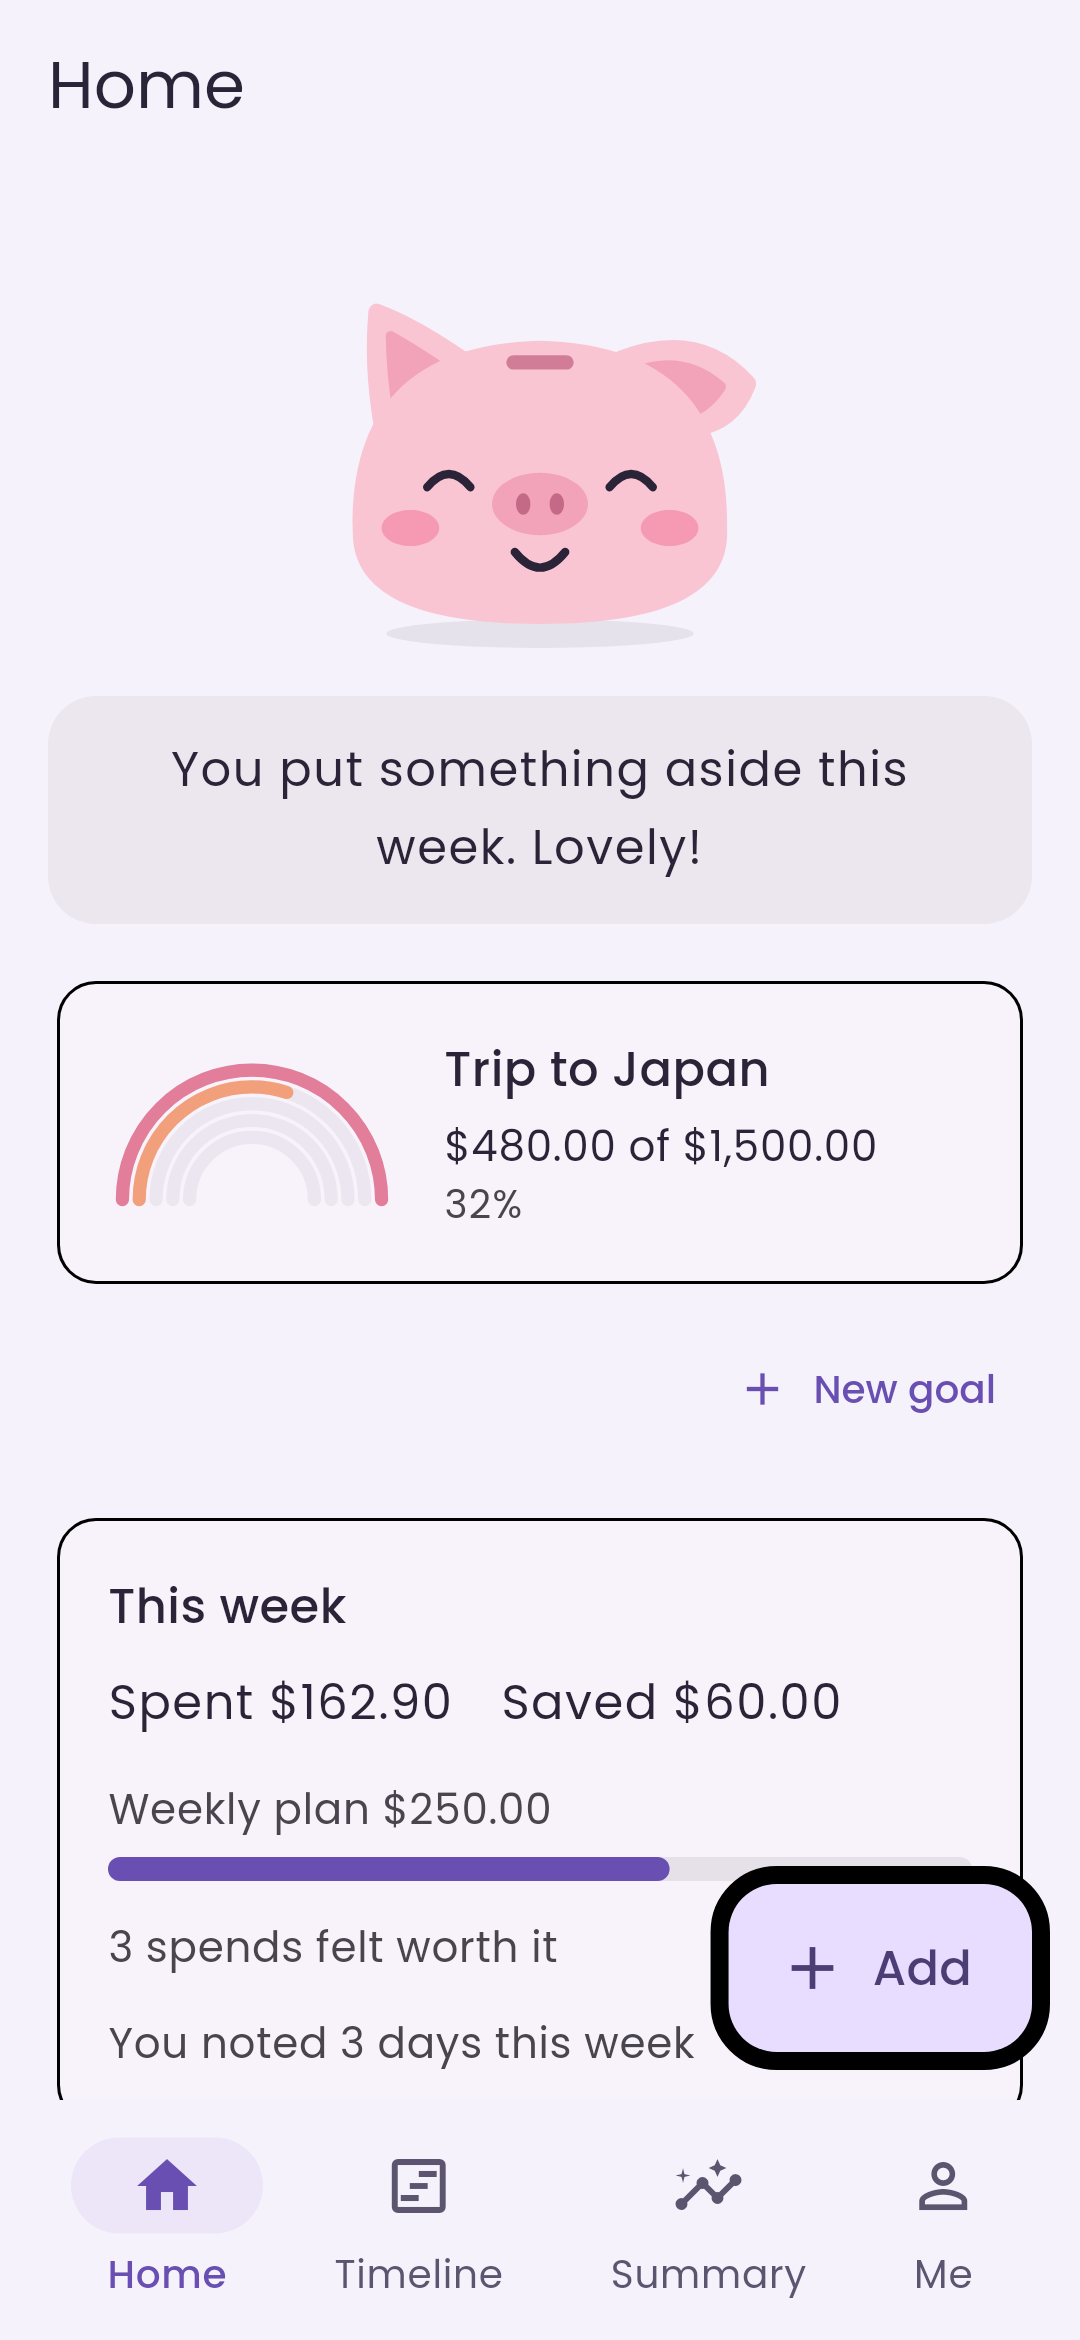 Home
You put something aside this
week. Lovely!
Trip to Japan
$480.00 of $1,500.00
32%
New goal
This week
Spent $162.90 Saved $60.00
Weekly plan $250.00
3 spends felt worth it
Add
You noted 3 days this week
Home Timeline Summary Me